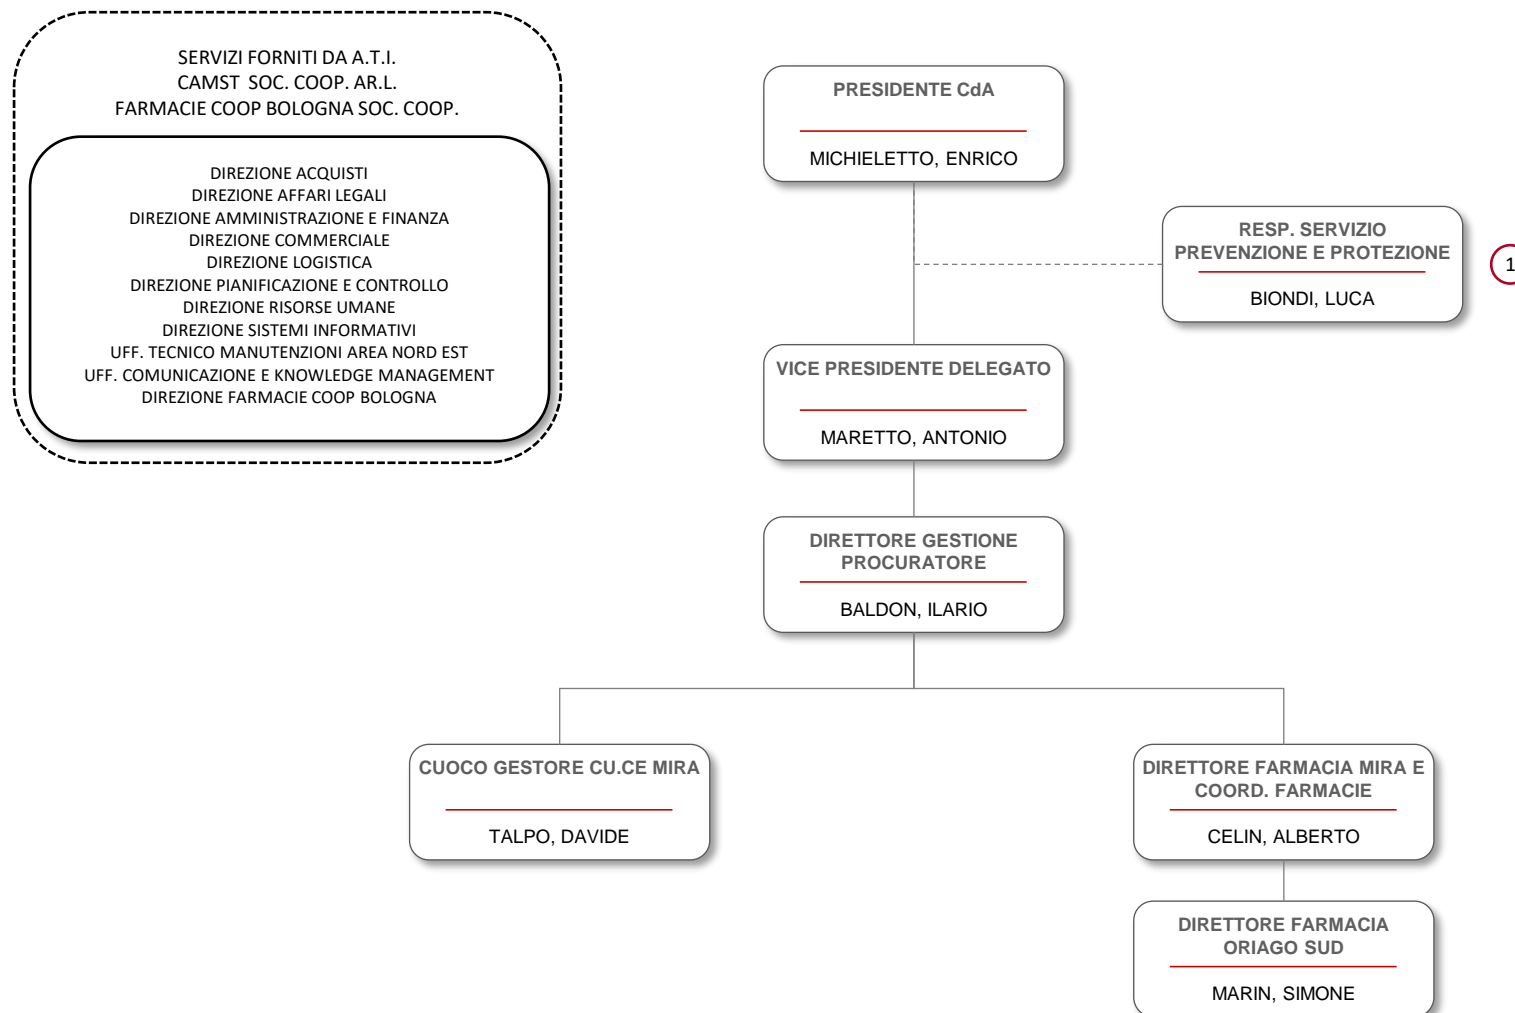 SERVIZI FORNITI DA A.T.I.
CAMST SOC. COOP. AR.L.
FARMACIE COOP BOLOGNA SOC. COOP.
DIREZIONE ACQUISTI
DIREZIONE AFFARI LEGALI
DIREZIONE AMMINISTRAZIONE E FINANZA
DIREZIONE COMMERCIALE
DIREZIONE LOGISTICA
DIREZIONE PIANIFICAZIONE E CONTROLLO
DIREZIONE RISORSE UMANE
DIREZIONE SISTEMI INFORMATIVI
UFF. TECNICO MANUTENZIONI AREA NORD EST
UFF. COMUNICAZIONE E KNOWLEDGE MANAGEMENT
DIREZIONE FARMACIE COOP BOLOGNA
PRESIDENTE CdA
MICHIELETTO, ENRICO
RESP. SERVIZIO
PREVENZIONE E PROTEZIONE
BIONDI, LUCA
1
VICE PRESIDENTE DELEGATO
MARETTO, ANTONIO
DIRETTORE GESTIONE
PROCURATORE
BALDON, ILARIO
CUOCO GESTORE CU.CE MIRA
TALPO, DAVIDE
DIRETTORE FARMACIA MIRA E
COORD. FARMACIE
CELIN, ALBERTO
DIRETTORE FARMACIA
ORIAGO SUD
MARIN, SIMONE